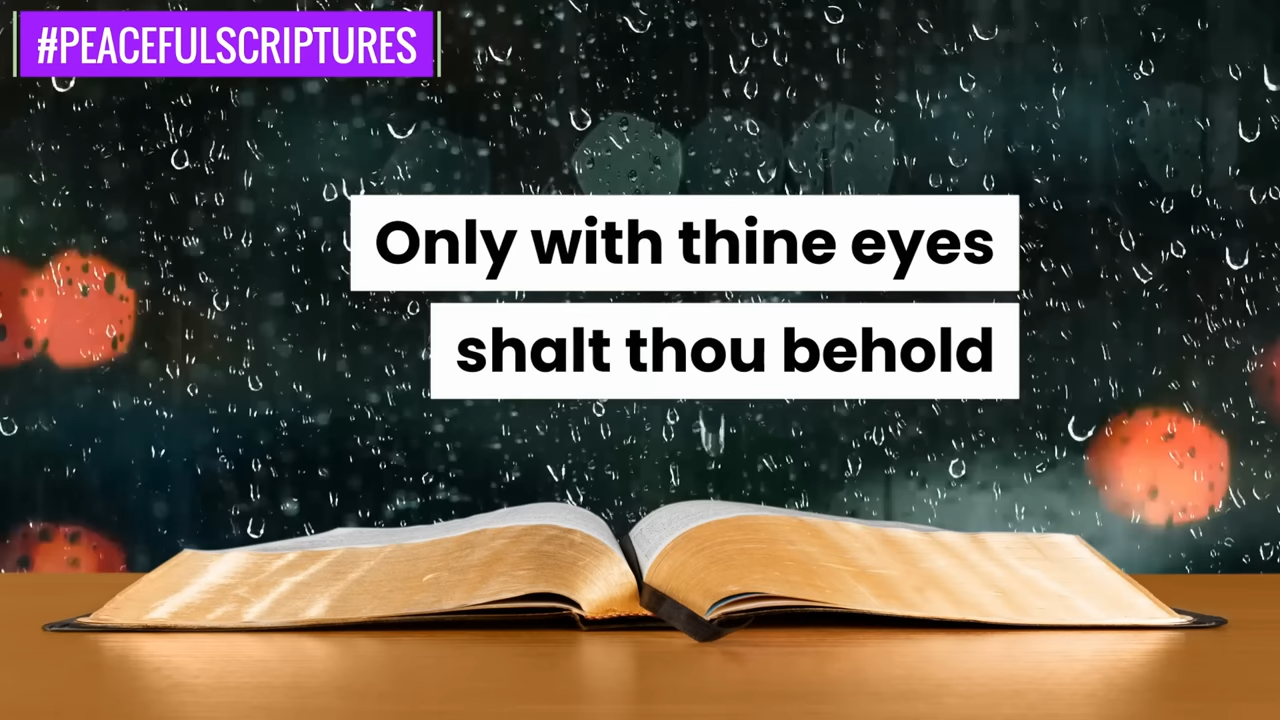 #PEACEFULSCRIPTURES
Only with thine eyes
shalt thou behold